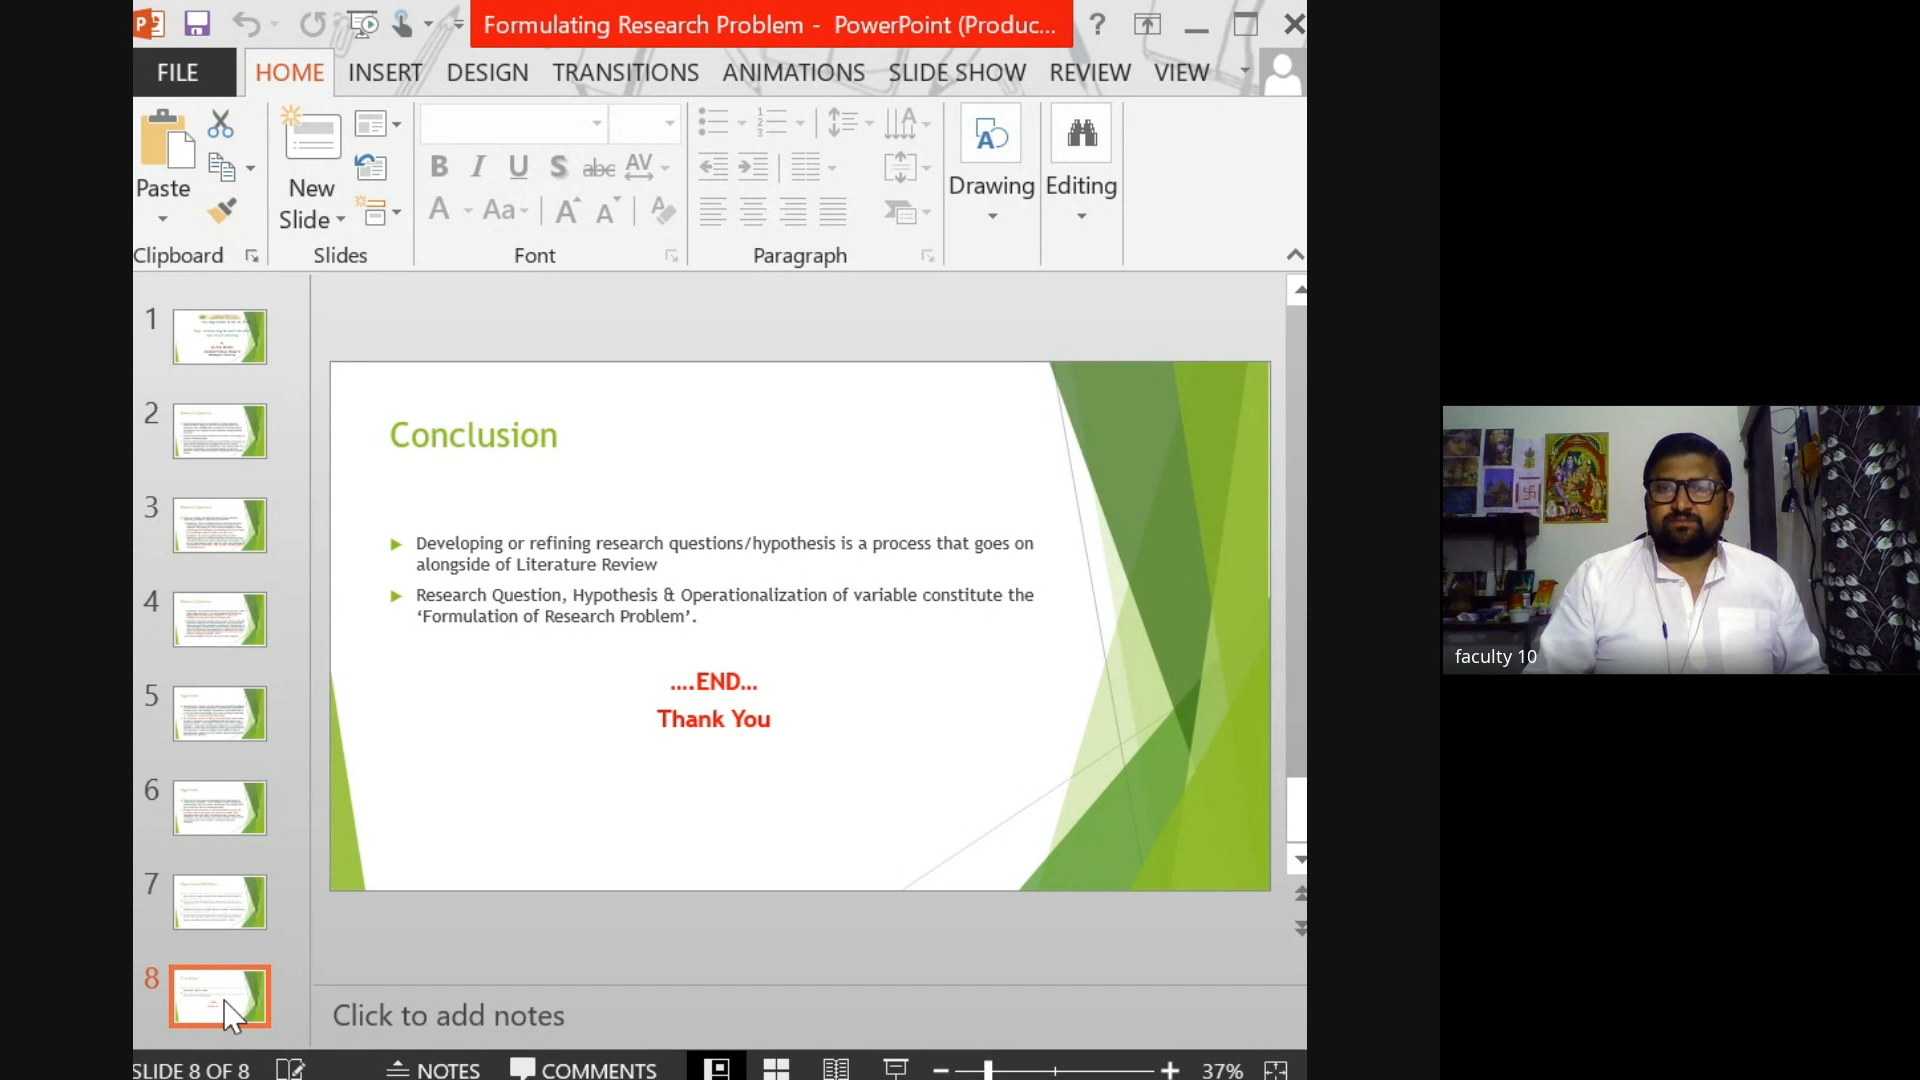 Formulating Research Problem - PowerPoint (Produc...
?
FILE
HOME
INSERT
DESIGN
TRANSITIONS
ANIMATIONS
SLIDE SHOW
REVIEW
VIEW
Paste
New
Slide
B I U S abc AV
A Aa A A
Drawing
Editing
Clipboard
Slides
Font
Paragraph
1
2
3
4
5
6
7
8
Conclusion
Developing or refining research questions/hypothesis is a process that goes on
alongside of Literature Review
Research Question, Hypothesis & Operationalization of variable constitute the
‘Formulation of Research Problem’.
....END...
Thank You
Click to add notes
SLIDE 8 OF 8
NOTES
COMMENTS
37%
faculty 10